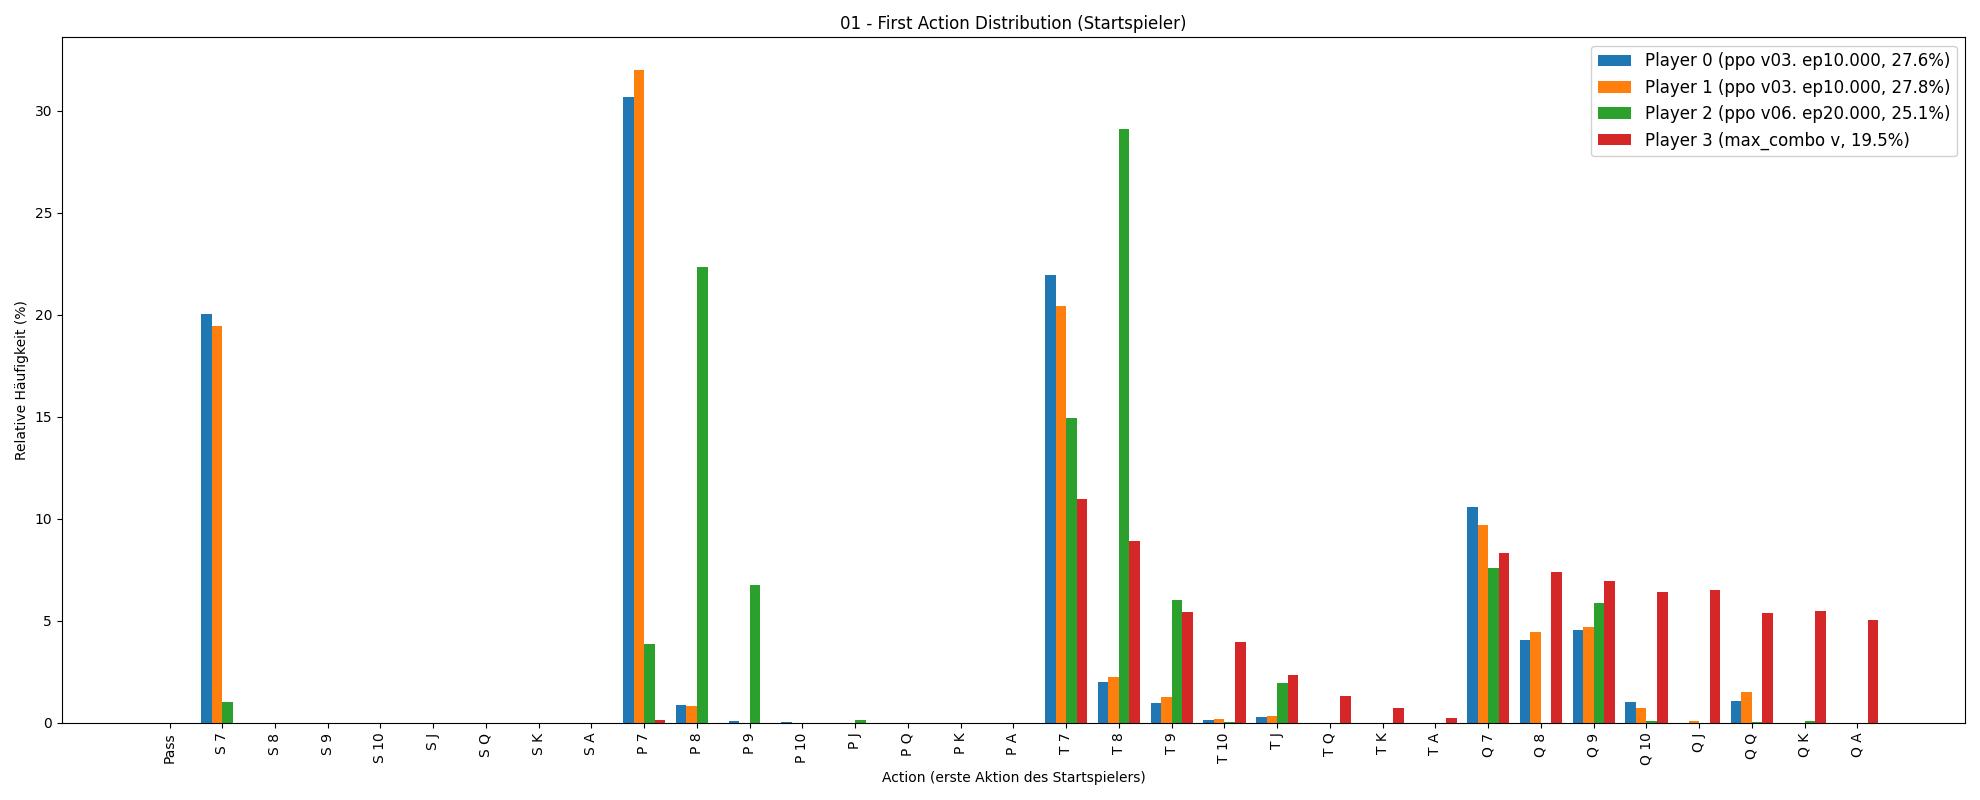 01 - First Action Distribution (Startspieler)
Player 0 (ppo v03. ep10.000, 27.6%)
Player 1 (ppo v03. ep10.000, 27.8%)
Player 2 (ppo v06. ep20.000, 25.1%)
Player 3 (max_combo v, 19.5%)
Relative Häufigkeit (%)
30
25
20
15
10
5
0
Pass
S 7
S 8
S 9
S 10
S J
S Q
S K
S A
P 7
P 8
P 9
P 10
P J
P Q
P K
P A
T 7
T 8
T 9
T 10
T J
T Q
T K
T A
Q 7
Q 8
Q 9
Q 10
Q J
Q Q
Q K
Q A
Action (erste Aktion des Startspielers)